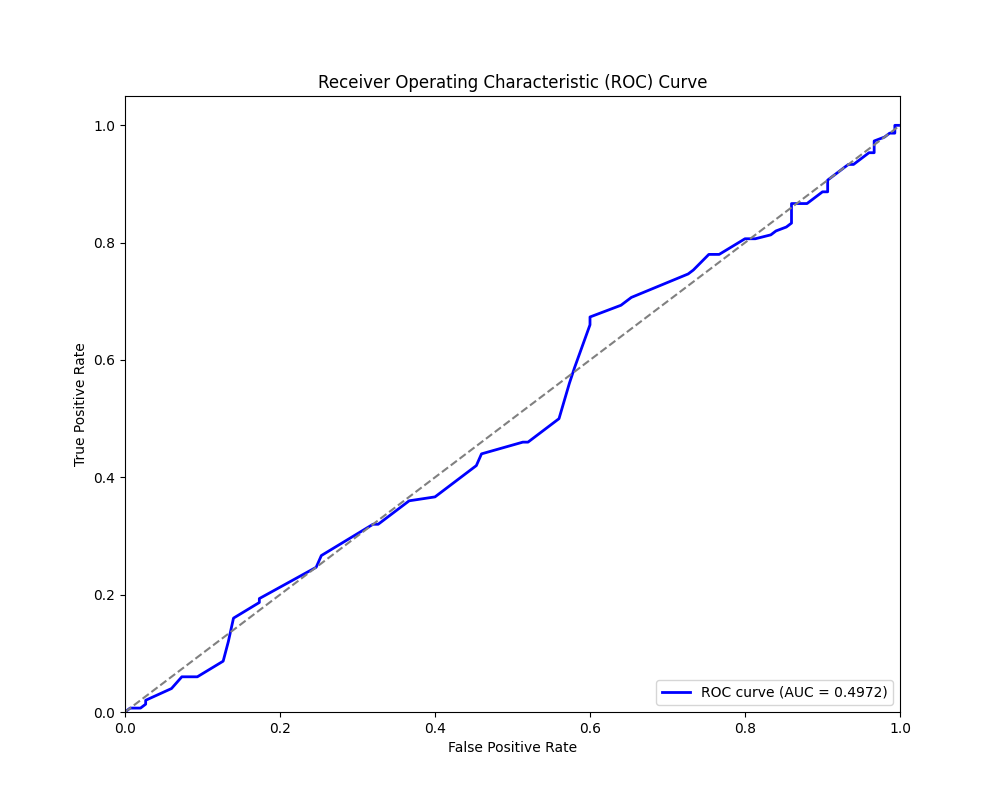 Receiver Operating Characteristic (ROC) Curve
1.0
0.8
0.6
0.4
0.2
0.0
True Positive Rate
ROC curve (AUC = 0.4972)
0.0 0.2 0.4 0.6 0.8 1.0
False Positive Rate